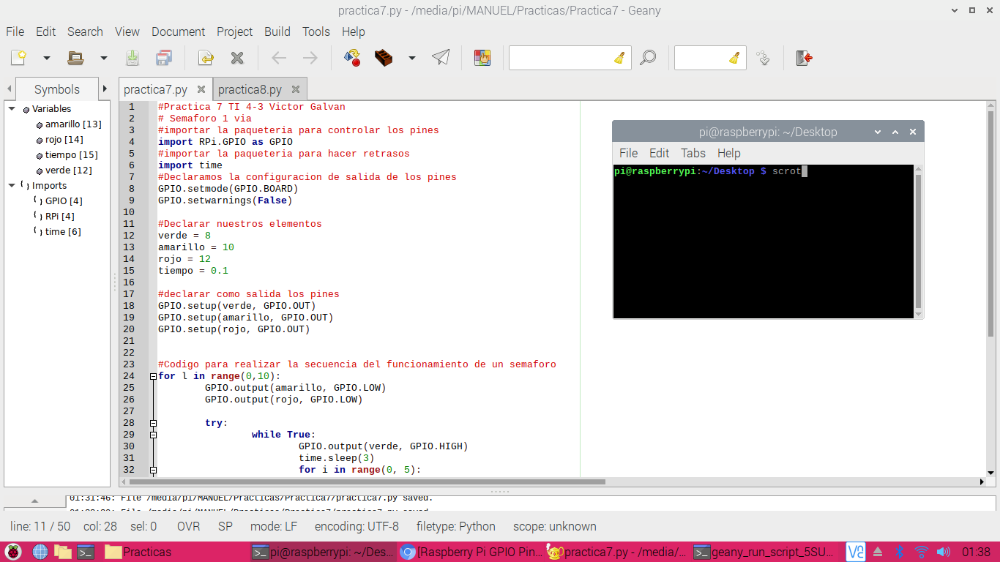 practica7.py - /media/pi/MANUEL/Practicas/Practica7 - Geany
File Edit Search View Document Project Build Tools Help
Symbols
practica7.py
practica8.py
Variables
amarillo [13]
rojo [14]
tiempo [15]
verde [12]
Imports
GPIO [4]
RPi [4]
time [6]
1 #Practica 7 TI 4-3 Victor Galvan
2 # Semaforo 1 via
3 #importar la paqueteria para controlar los pines
4 import RPi.GPIO as GPIO
5 #importar la paqueteria para hacer retrasos
6 import time
7 #Declaramos la configuracion de salida de los pines
8 GPIO.setmode(GPIO.BOARD)
9 GPIO.setwarnings(False)
10
11 #Declarar nuestros elementos
12 verde = 8
13 amarillo = 10
14 rojo = 12
15 tiempo = 0.1
16
17 #declarar como salida los pines
18 GPIO.setup(verde, GPIO.OUT)
19 GPIO.setup(amarillo, GPIO.OUT)
20 GPIO.setup(rojo, GPIO.OUT)
21
22
23 #Codigo para realizar la secuencia del funcionamiento de un semaforo
24 for l in range(0,10):
25 GPIO.output(amarillo, GPIO.LOW)
26 GPIO.output(rojo, GPIO.LOW)
27
28 try:
29 while True:
30 GPIO.output(verde, GPIO.HIGH)
31 time.sleep(3)
32 for i in range(0, 5):
pi@raspberrypi: ~/Desktop
File Edit Tabs Help
pi@raspberrypi:~/Desktop $ scrot
01:31:46: File /media/pi/MANUEL/Practicas/Practica7/practica7.py saved.
line: 11 / 50 col: 28 sel: 0 OVR SP mode: LF encoding: UTF-8 filetype: Python scope: unknown
Practicas
pi@raspberrypi: ~/Des...
[Raspberry Pi GPIO Pin...
practica7.py - /media/...
geany_run_script_5SU...
01:38